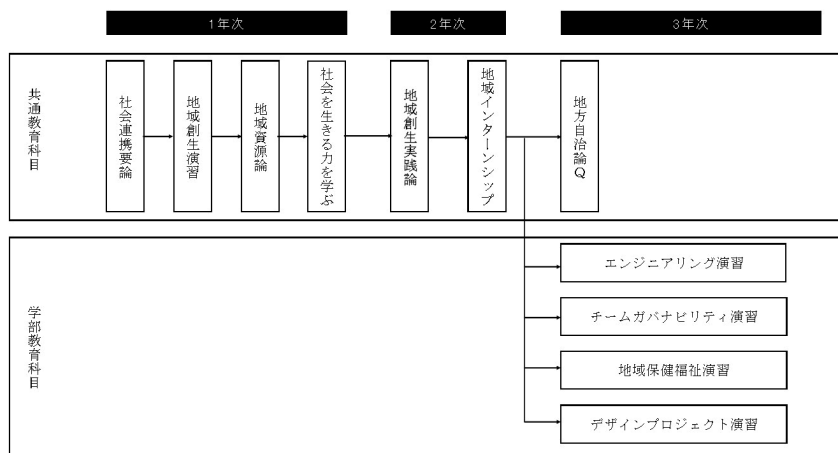 1年次
2年次
3年次
共通教育科目
社会連携要論
地域創生演習
地域資源論
社会を生きる力を学ぶ
地域創生実践論
地域インターンシップ
地方自治論Q
学部教育科目
エンジニアリング演習
チームガバナビリティ演習
地域保健福祉演習
デザインプロジェクト演習